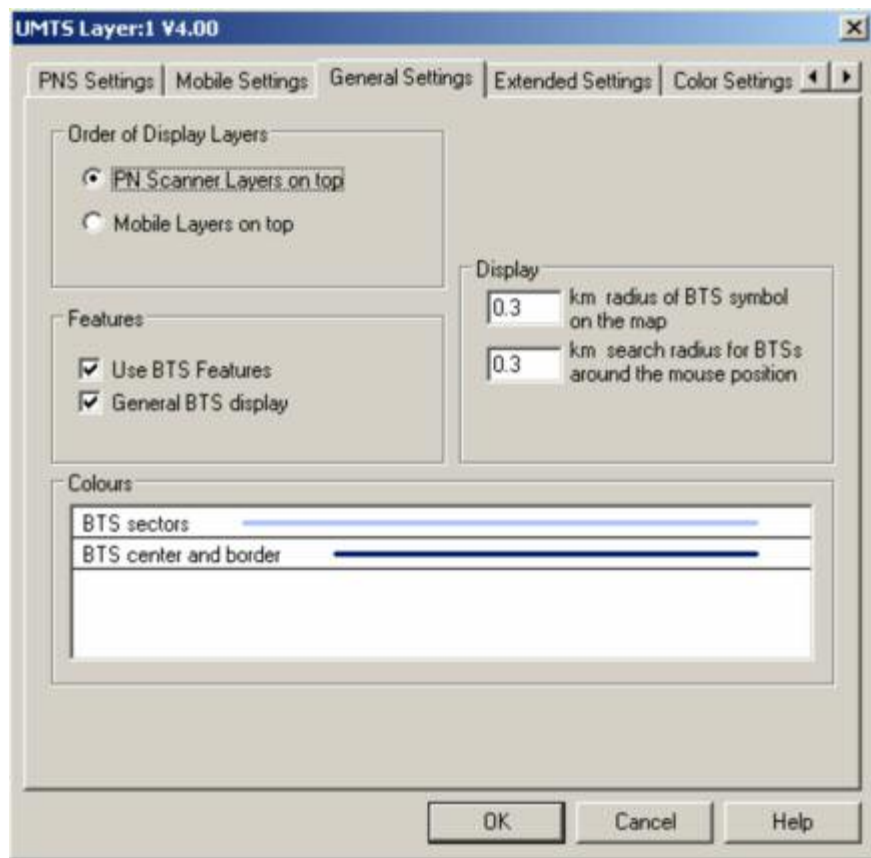 UMTS Layer:1 V4.00
PNS Settings Mobile Settings General Settings Extended Settings Color Settings
Order of Display Layers
PN Scanner Layers on top
Mobile Layers on top
Features
Use BTS Features
General BTS display
Display
0.3 km radius of BTS symbol
on the map
0.3 km search radius for BTSs
around the mouse position
Colours
BTS sectors
BTS center and border
OK Cancel Help